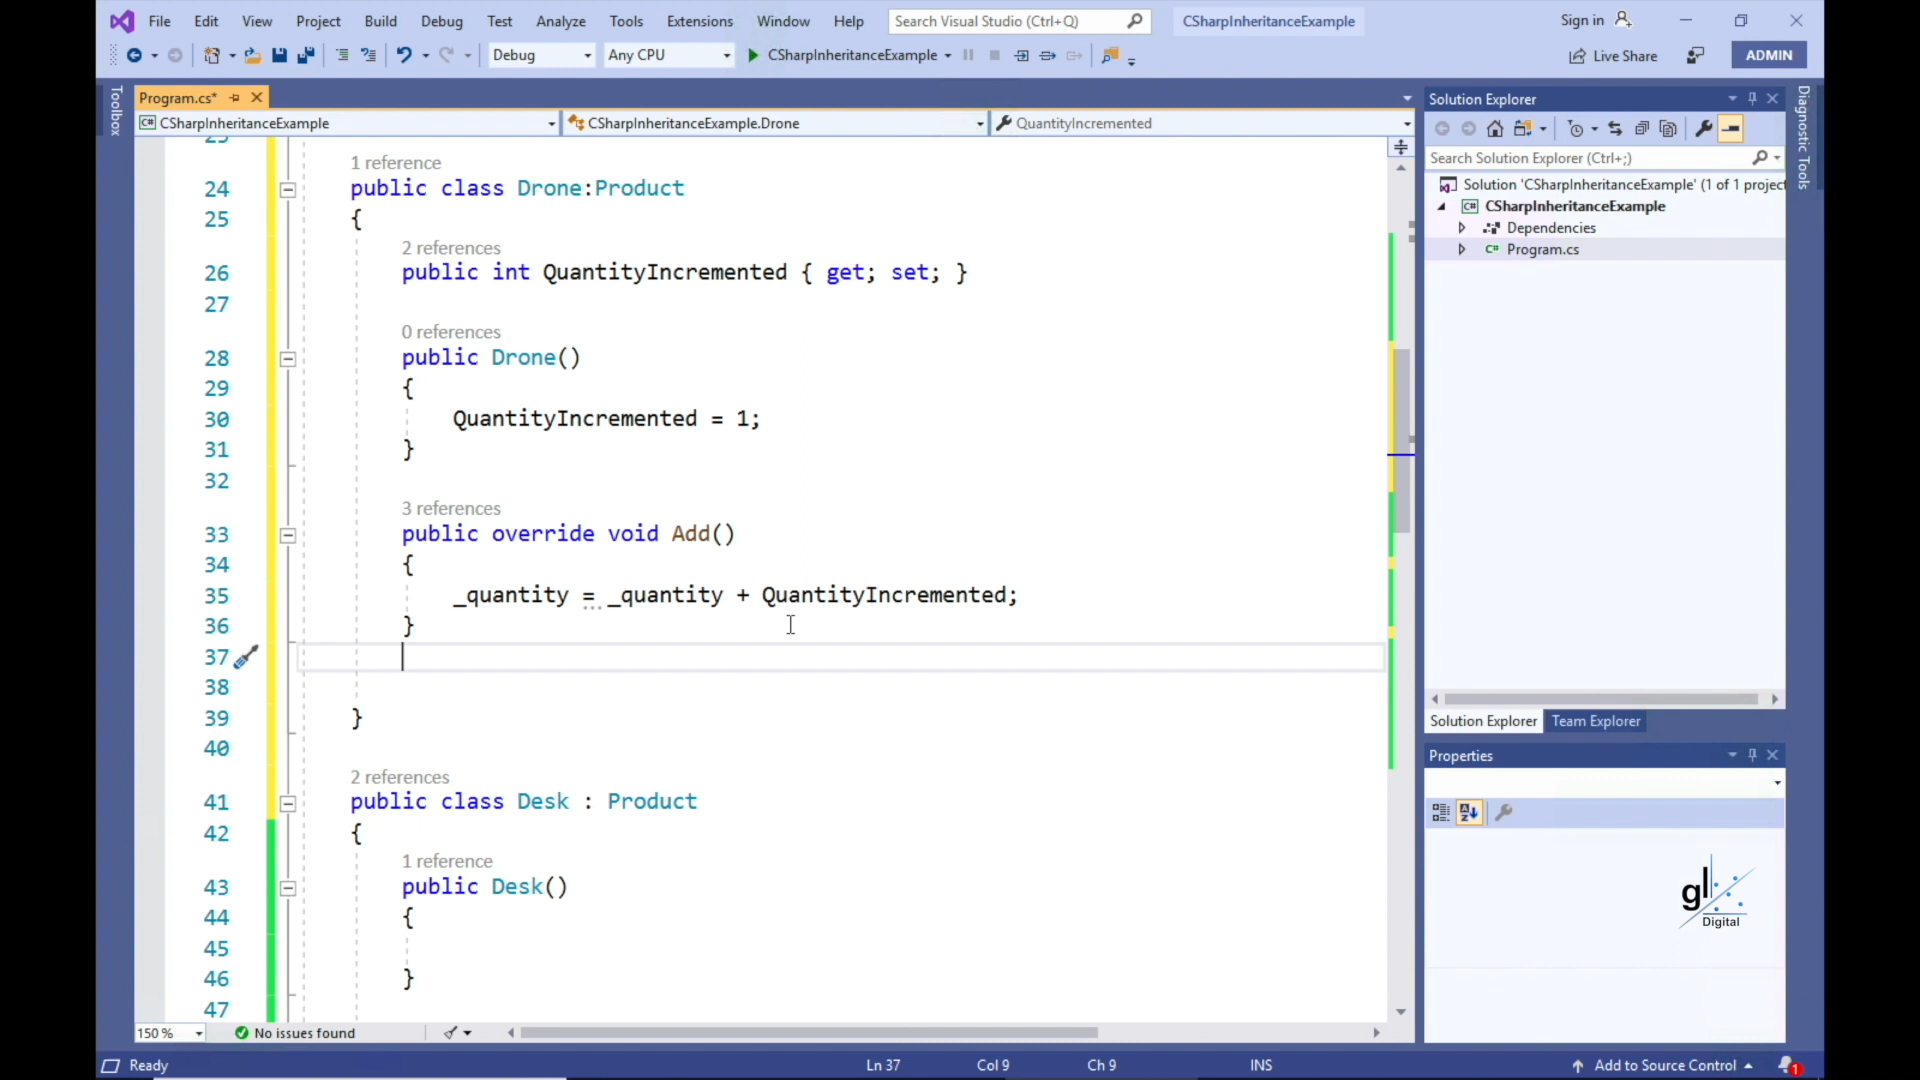 File Edit View Project Build Debug Test Analyze Tools Extensions Window Help Search Visual Studio (Ctrl+Q) CSharpInheritanceExample Sign in
Debug Any CPU CSharpInheritanceExample Live Share ADMIN
Toolbox
Program.cs*
CSharpInheritanceExample CSharpInheritanceExample.Drone QuantityIncremented
1 reference
24 public class Drone:Product
25 {
2 references
26 public int QuantityIncremented { get; set; }
27
0 references
28 public Drone()
29 {
30 QuantityIncremented = 1;
31 }
32
3 references
33 public override void Add()
34 {
35 _quantity = _quantity + QuantityIncremented;
36 }
37
38
39 }
40
2 references
41 public class Desk : Product
42 {
1 reference
43 public Desk()
44 {
45
46 }
47
150 % No issues found
Solution Explorer
Search Solution Explorer (Ctrl+;)
Solution 'CSharpInheritanceExample' (1 of 1 project
CSharpInheritanceExample
Dependencies
C# Program.cs
Solution Explorer Team Explorer
Properties
gl
Digital
Diagnostic Tools
Ready Ln 37 Col 9 Ch 9 INS Add to Source Control 1